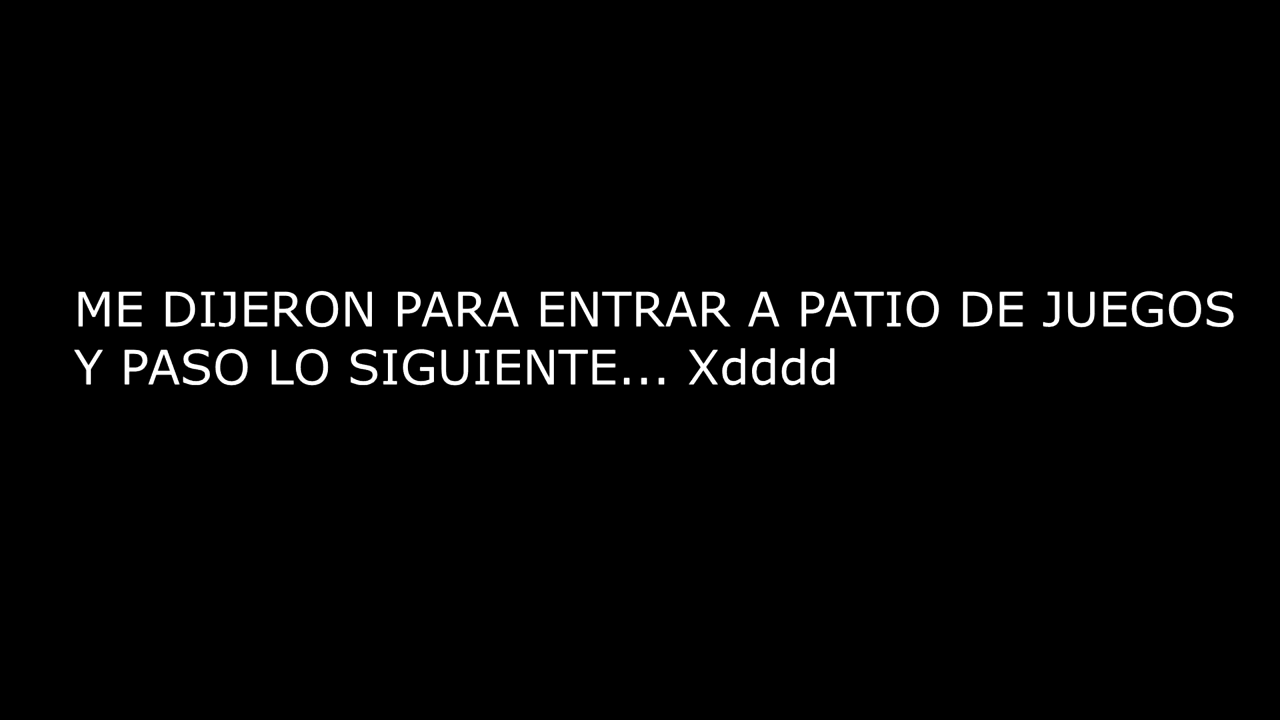 ME DIJERON PARA ENTRAR A PATIO DE JUEGOS
Y PASO LO SIGUIENTE... Xdddd